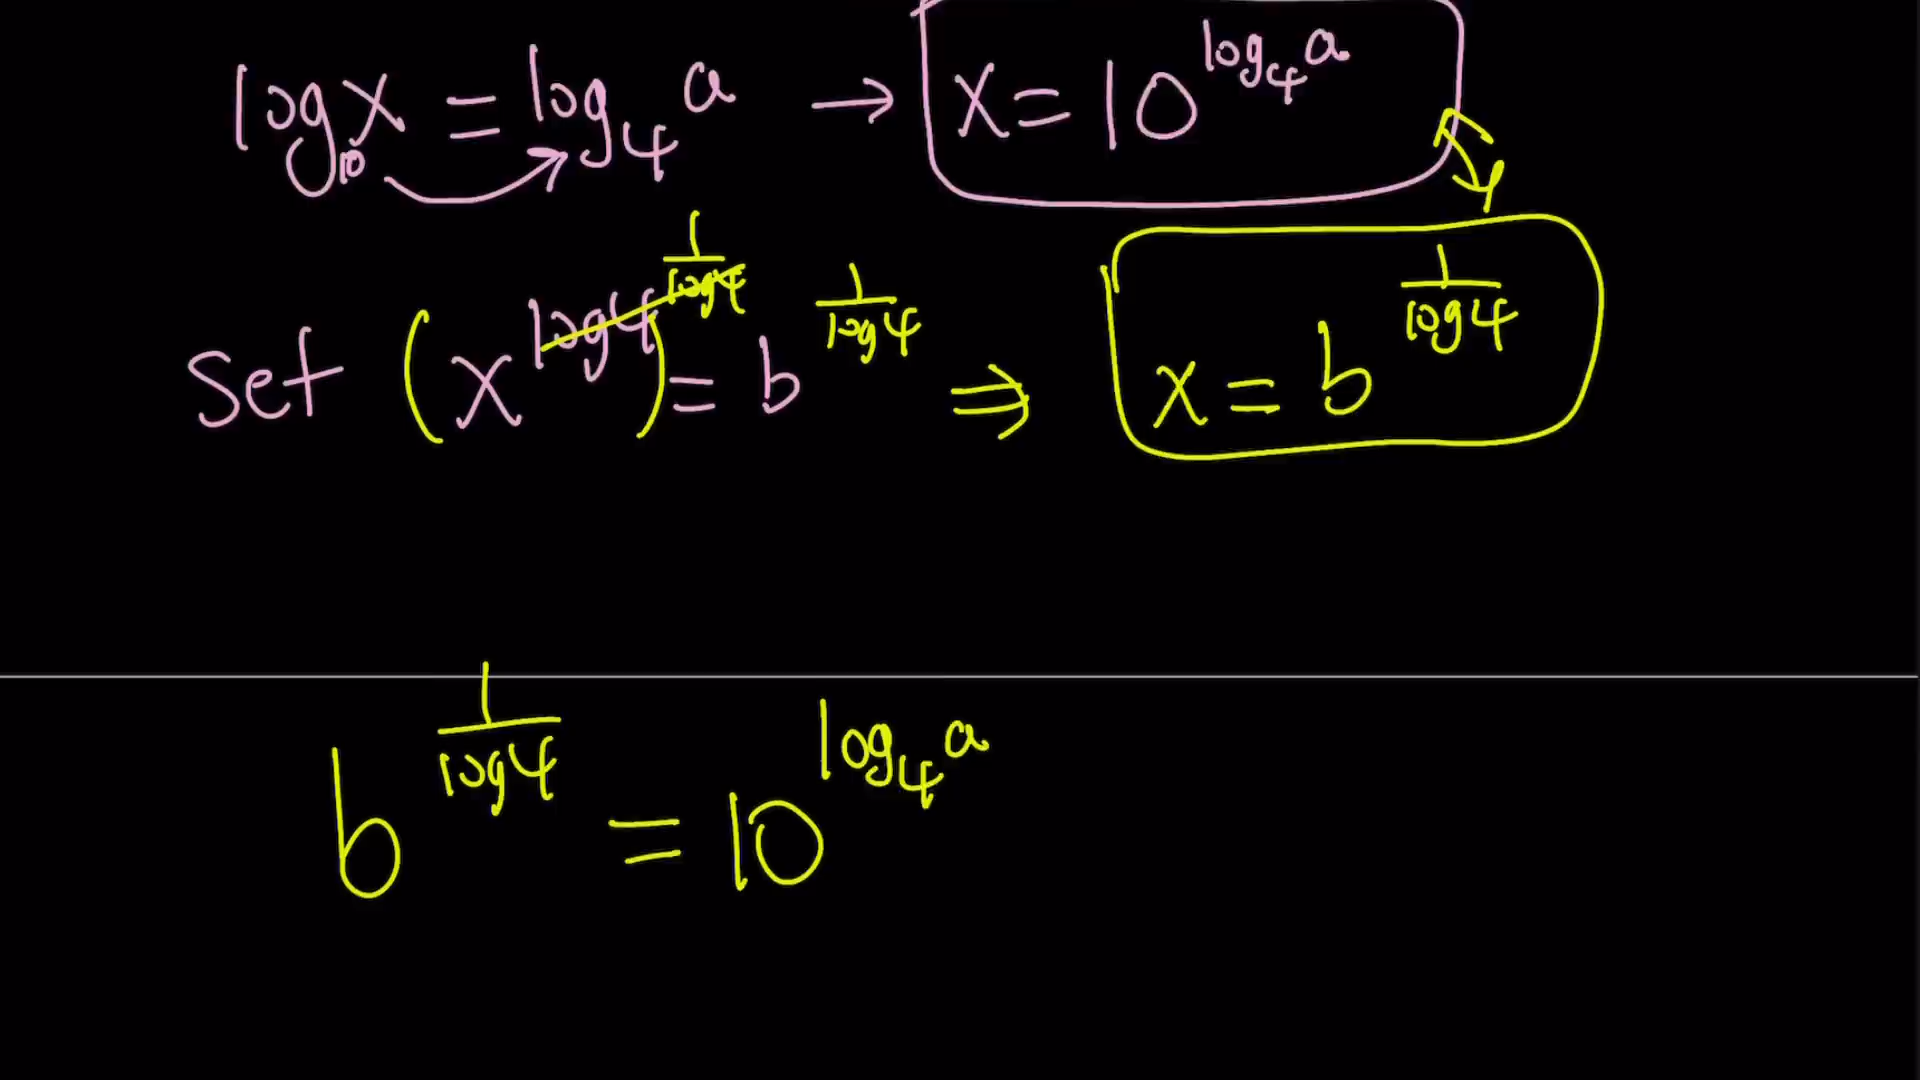 log₁₀x = log₄a → x = 10^(log₄a)
Set (x^(log4))^(1/log4) = b^(1/log4) ⇒ x = b^(1/log4)
b^(1/log4) = 10^(log₄a)